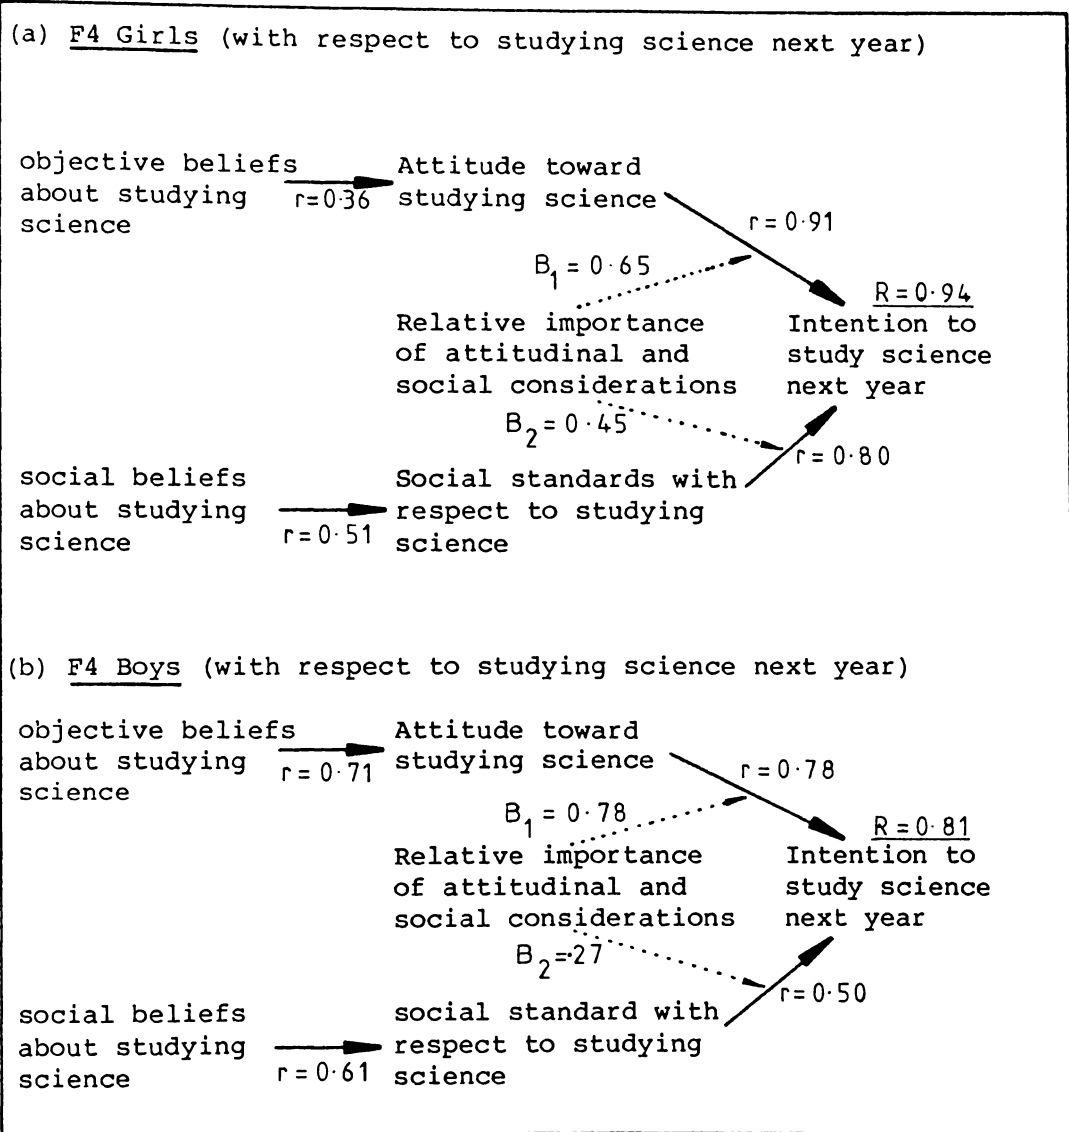 (a) F4 Girls (with respect to studying science next year)
objective beliefs
about studying
science
r=0·36
Attitude toward
studying science
r = 0·91
B1 = 0·65
R=0·94
Relative importance
of attitudinal and
social considerations
Intention to
study science
next year
B2 = 0·45
r= 0·80
social beliefs
about studying
science
r= 0·51
Social standards with
respect to studying
science
(b) F4 Boys (with respect to studying science next year)
objective beliefs
about studying
science
r = 0·71
Attitude toward
studying science
r = 0·78
B1 = 0·78
R=0·81
Relative importance
of attitudinal and
social considerations
Intention to
study science
next year
B2=·27
r=0·50
social beliefs
about studying
science
r = 0·61
social standard with
respect to studying
science